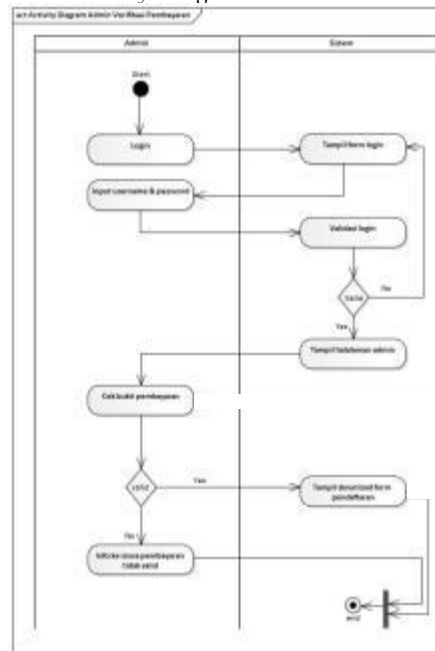 act Activity Diagram Admin Verifikasi Pembayaran
Admin
Sistem
Start
Login
Tampil form login
Input username & password
Validasi login
Valid
No
Yes
Tampil halaman admin
Cek bukti pembayaran
valid
Yes
Tampil download form
pendaftaran
No
Info ke siswa pembayaran
tidak valid
end